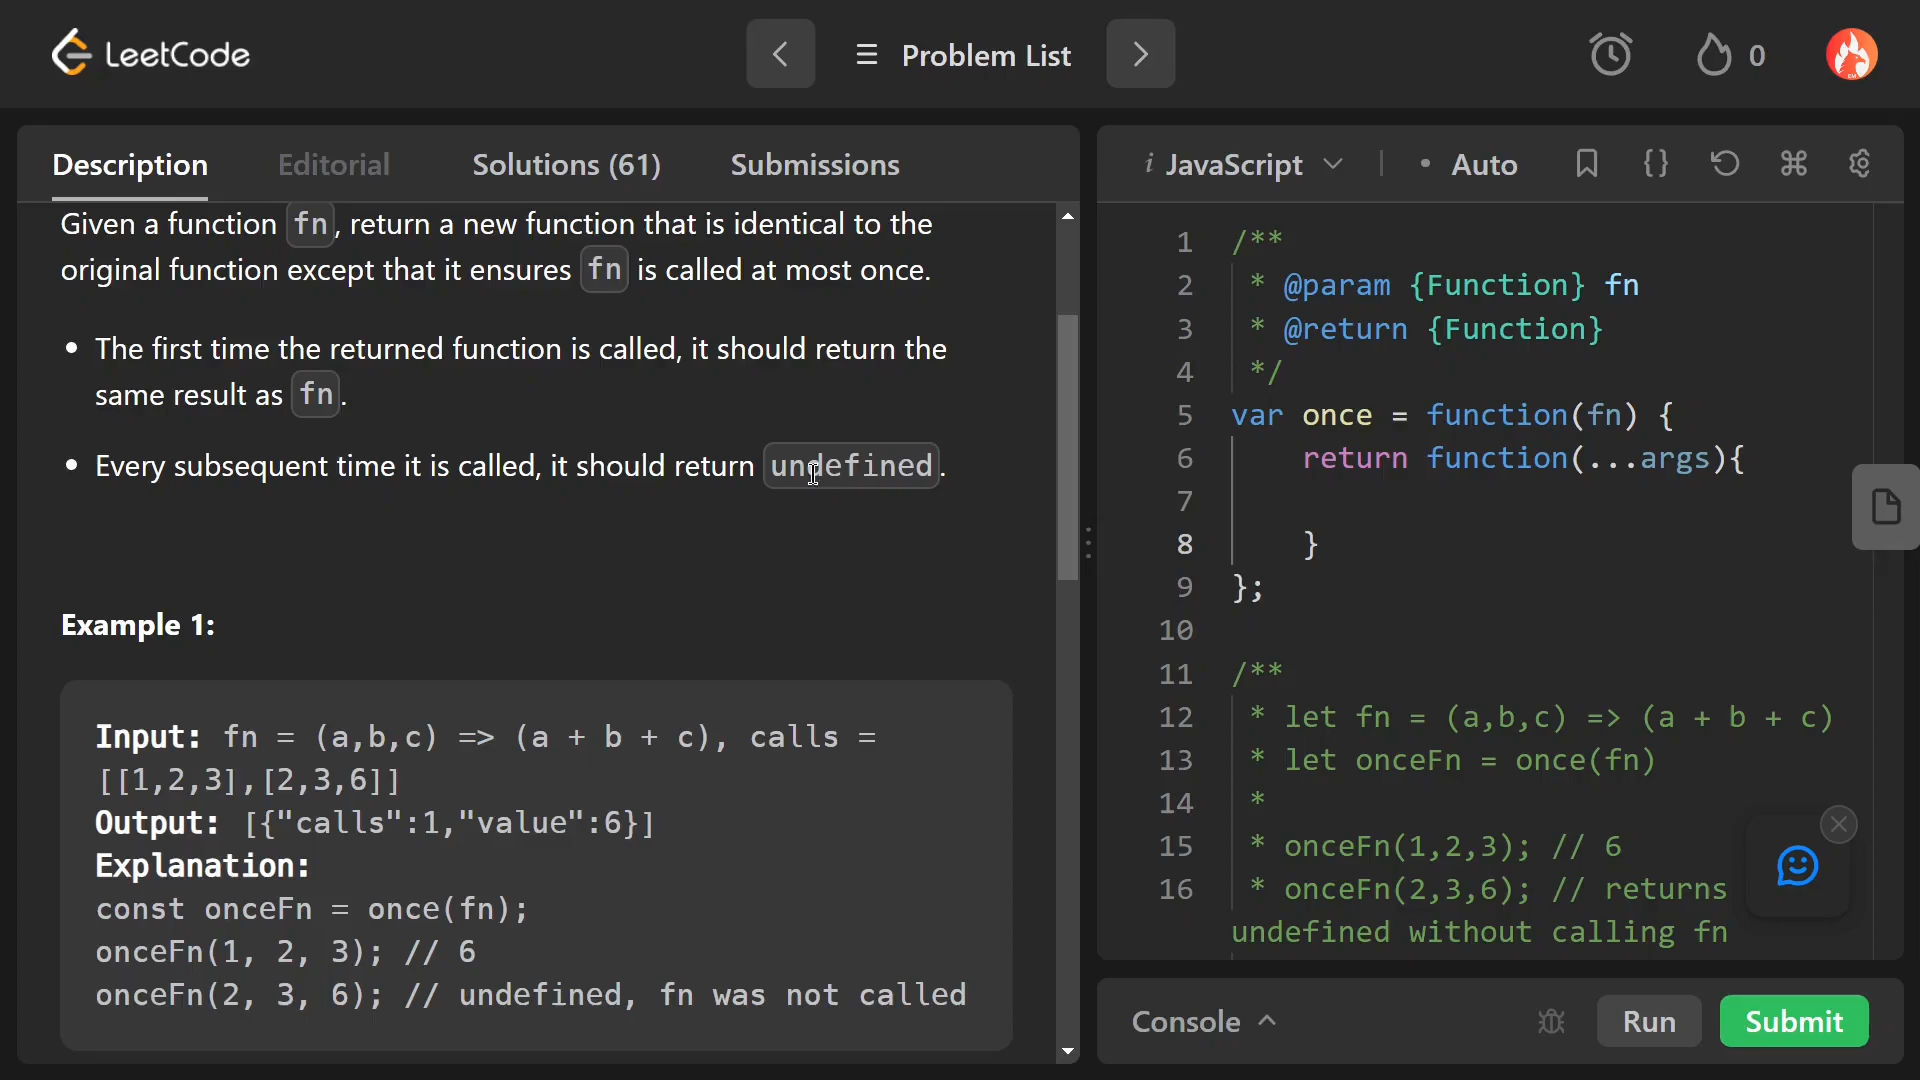 LeetCode
Problem List
0
Description
Editorial
Solutions (61)
Submissions
Given a function fn, return a new function that is identical to the
original function except that it ensures fn is called at most once.
• The first time the returned function is called, it should return the
same result as fn.
• Every subsequent time it is called, it should return undefined.
Example 1:
Input: fn = (a,b,c) => (a + b + c), calls =
[[1,2,3],[2,3,6]]
Output: [{"calls":1,"value":6}]
Explanation:
const onceFn = once(fn);
onceFn(1, 2, 3); // 6
onceFn(2, 3, 6); // undefined, fn was not called
i JavaScript
• Auto
{}
1 /**
2 * @param {Function} fn
3 * @return {Function}
4 */
5 var once = function(fn) {
6 return function(...args){
7
8 }
9 };
10
11 /**
12 * let fn = (a,b,c) => (a + b + c)
13 * let onceFn = once(fn)
14 *
15 * onceFn(1,2,3); // 6
16 * onceFn(2,3,6); // returns
undefined without calling fn
Console
Run
Submit